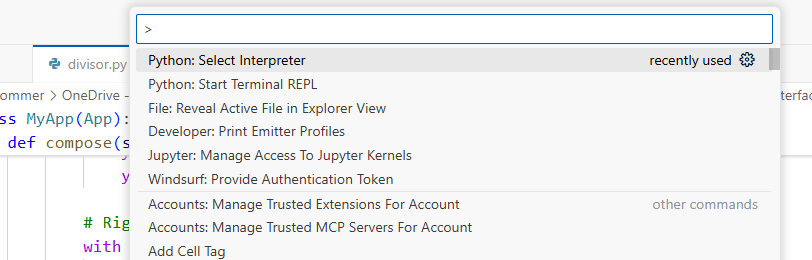 >
divisor.py
Python: Select Interpreter recently used
Python: Start Terminal REPL
ommer > OneDrive -
File: Reveal Active File in Explorer View
ss MyApp(App):
Developer: Print Emitter Profiles
def compose(s
Jupyter: Manage Access To Jupyter Kernels
Windsurf: Provide Authentication Token
Accounts: Manage Trusted Extensions For Account other commands
# Rig
Accounts: Manage Trusted MCP Servers For Account
with
Add Cell Tag